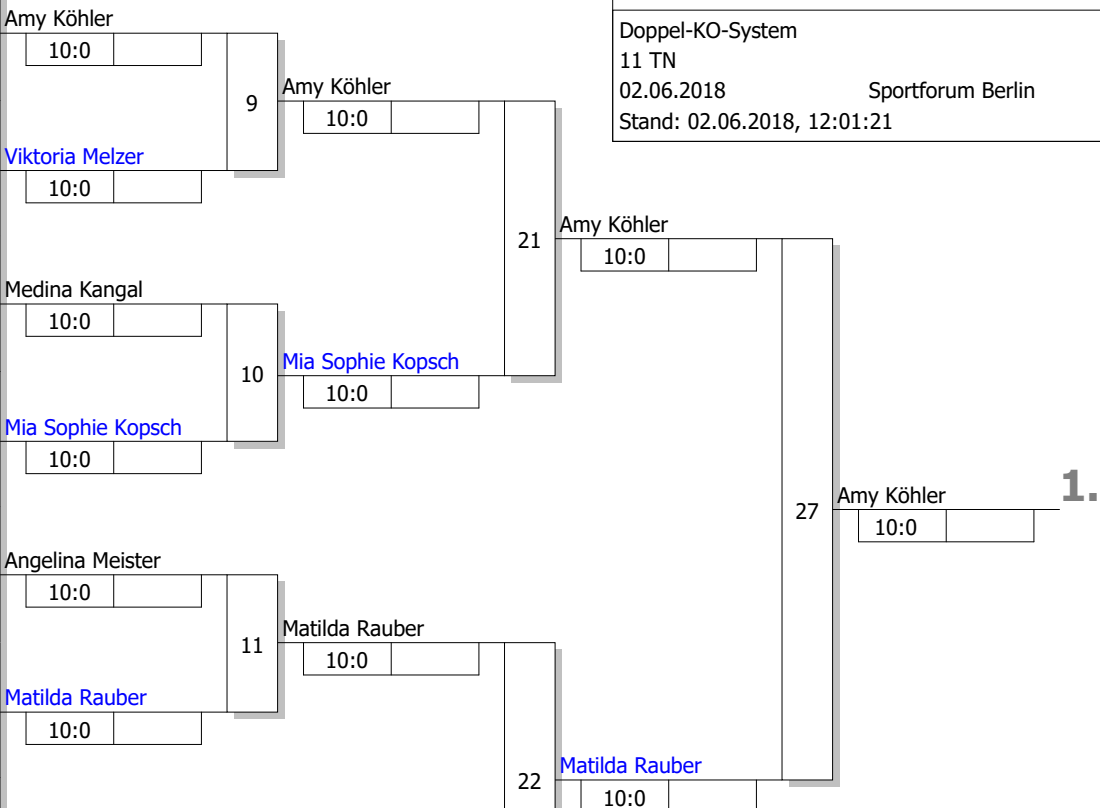 Amy Köhler
10:0
9
Viktoria Melzer
10:0
Amy Köhler
10:0
Doppel-KO-System
11 TN
02.06.2018 Sportforum Berlin
Stand: 02.06.2018, 12:01:21
21
Amy Köhler
10:0
Medina Kangal
10:0
10
Mia Sophie Kopsch
10:0
Mia Sophie Kopsch
10:0
27
Amy Köhler
10:0
1.
Angelina Meister
10:0
11
Matilda Rauber
10:0
Matilda Rauber
10:0
22
Matilda Rauber
10:0